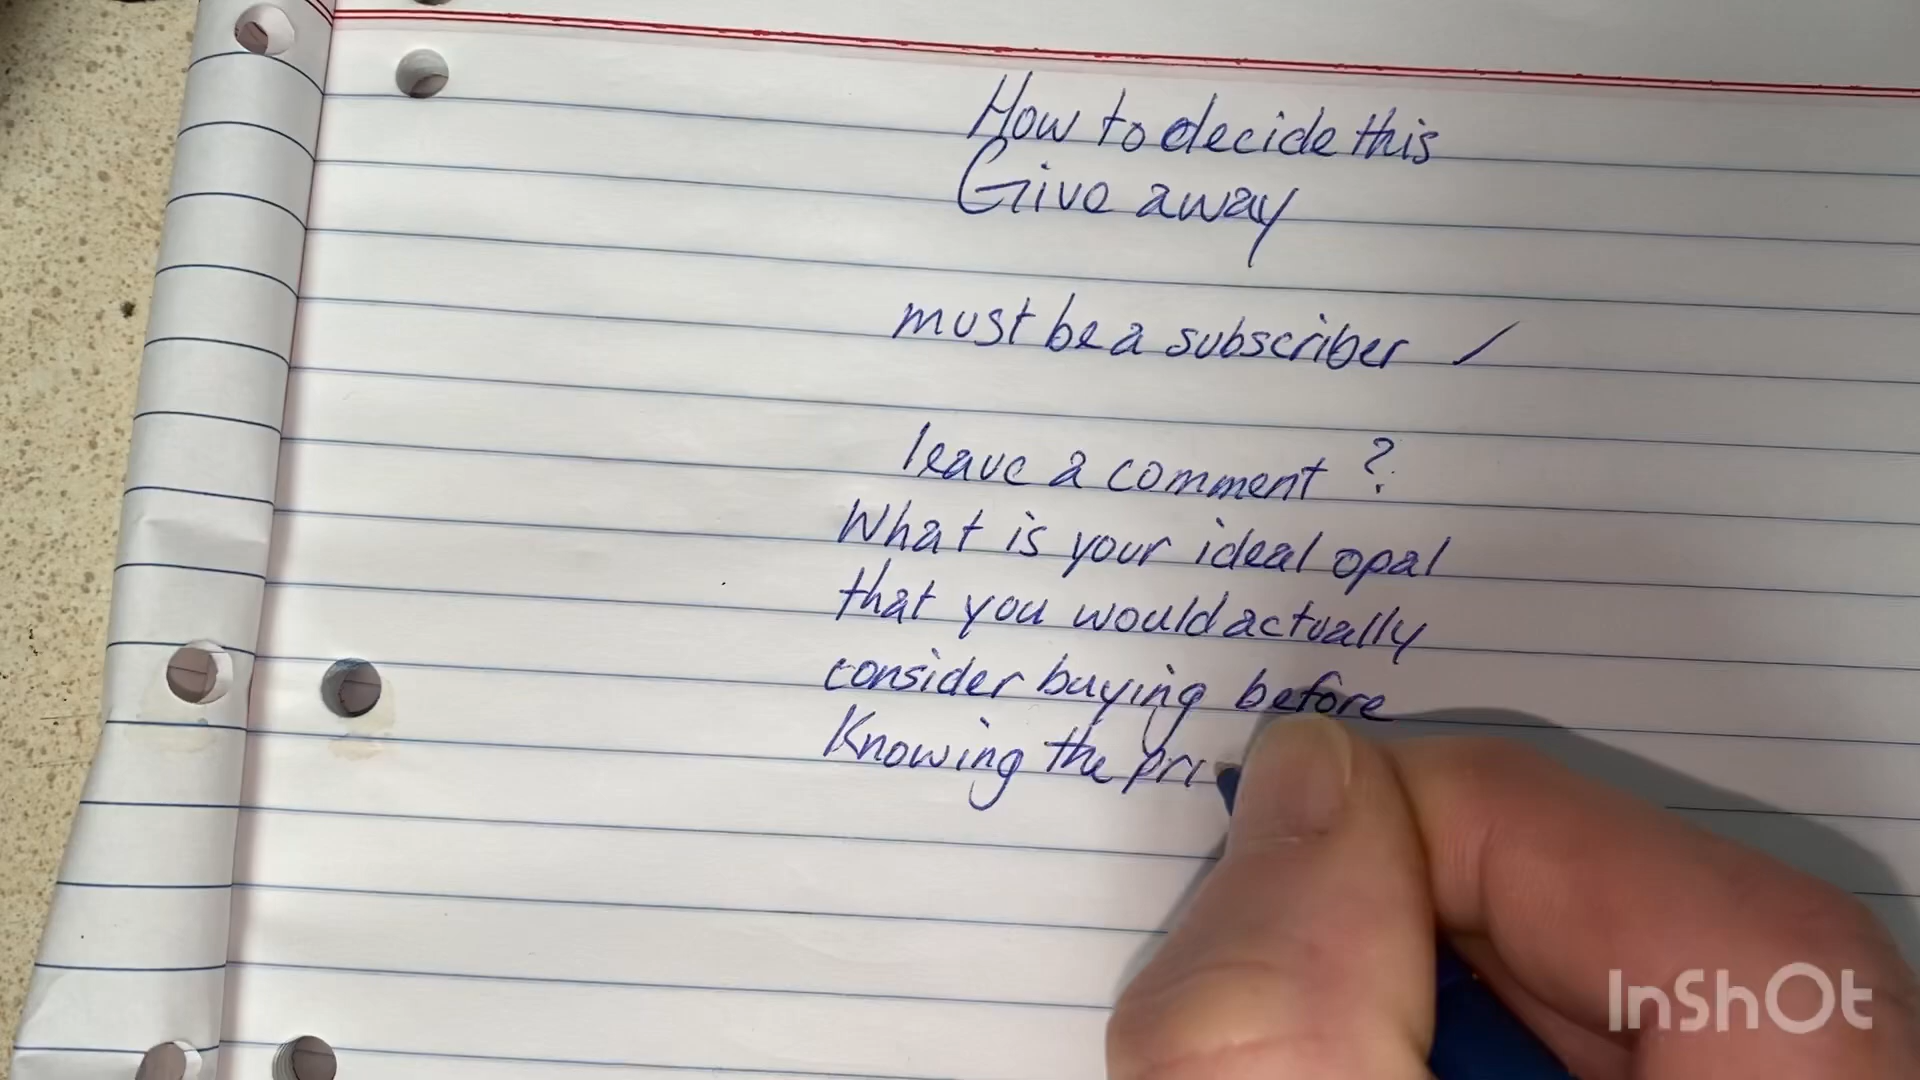 How to decide this
Give away
must be a subscriber ✓
leave a comment ?
What is your ideal opal
that you would actually
consider buying before
Knowing the pri
InShOt